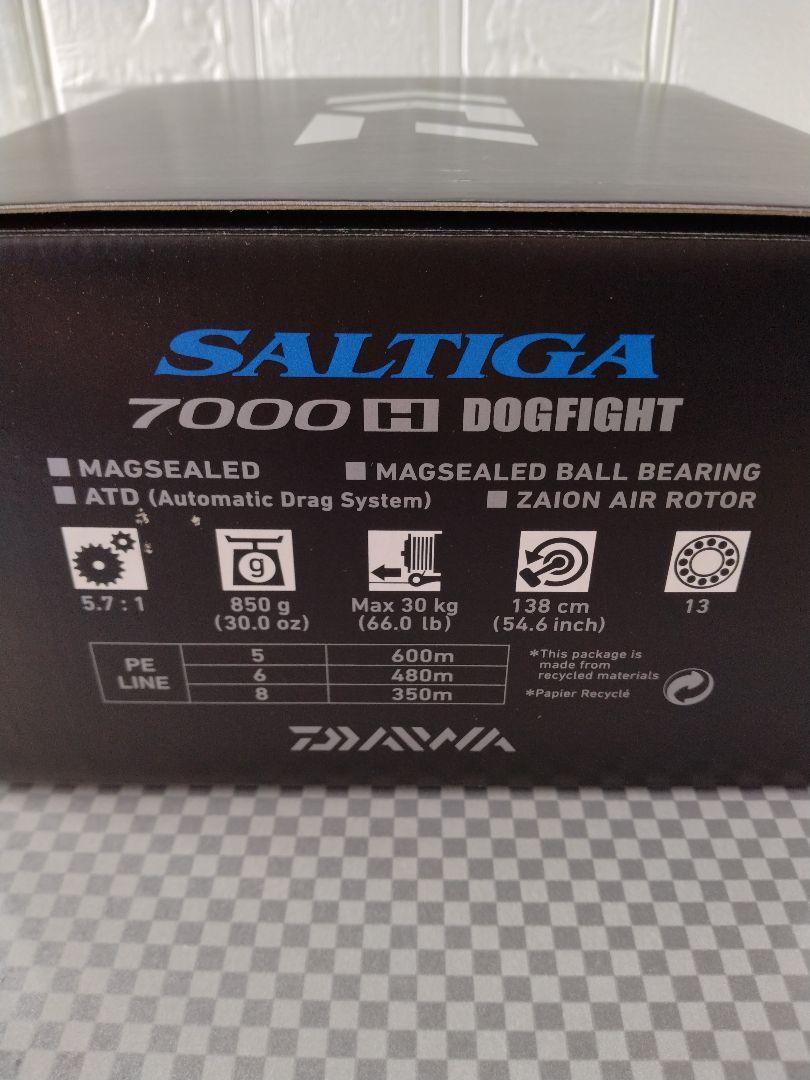 SALTIGA
7000 H DOGFIGHT
MAGSEALED MAGSEALED BALL BEARING
ATD (Automatic Drag System) ZAION AIR ROTOR
g
5.7 : 1 850 g Max 30 kg 138 cm 13
(30.0 oz) (66.0 lb) (54.6 inch)
PE LINE
5 600m
6 480m
8 350m
*This package is
made from
recycled materials
*Papier Recyclé
DAIWA